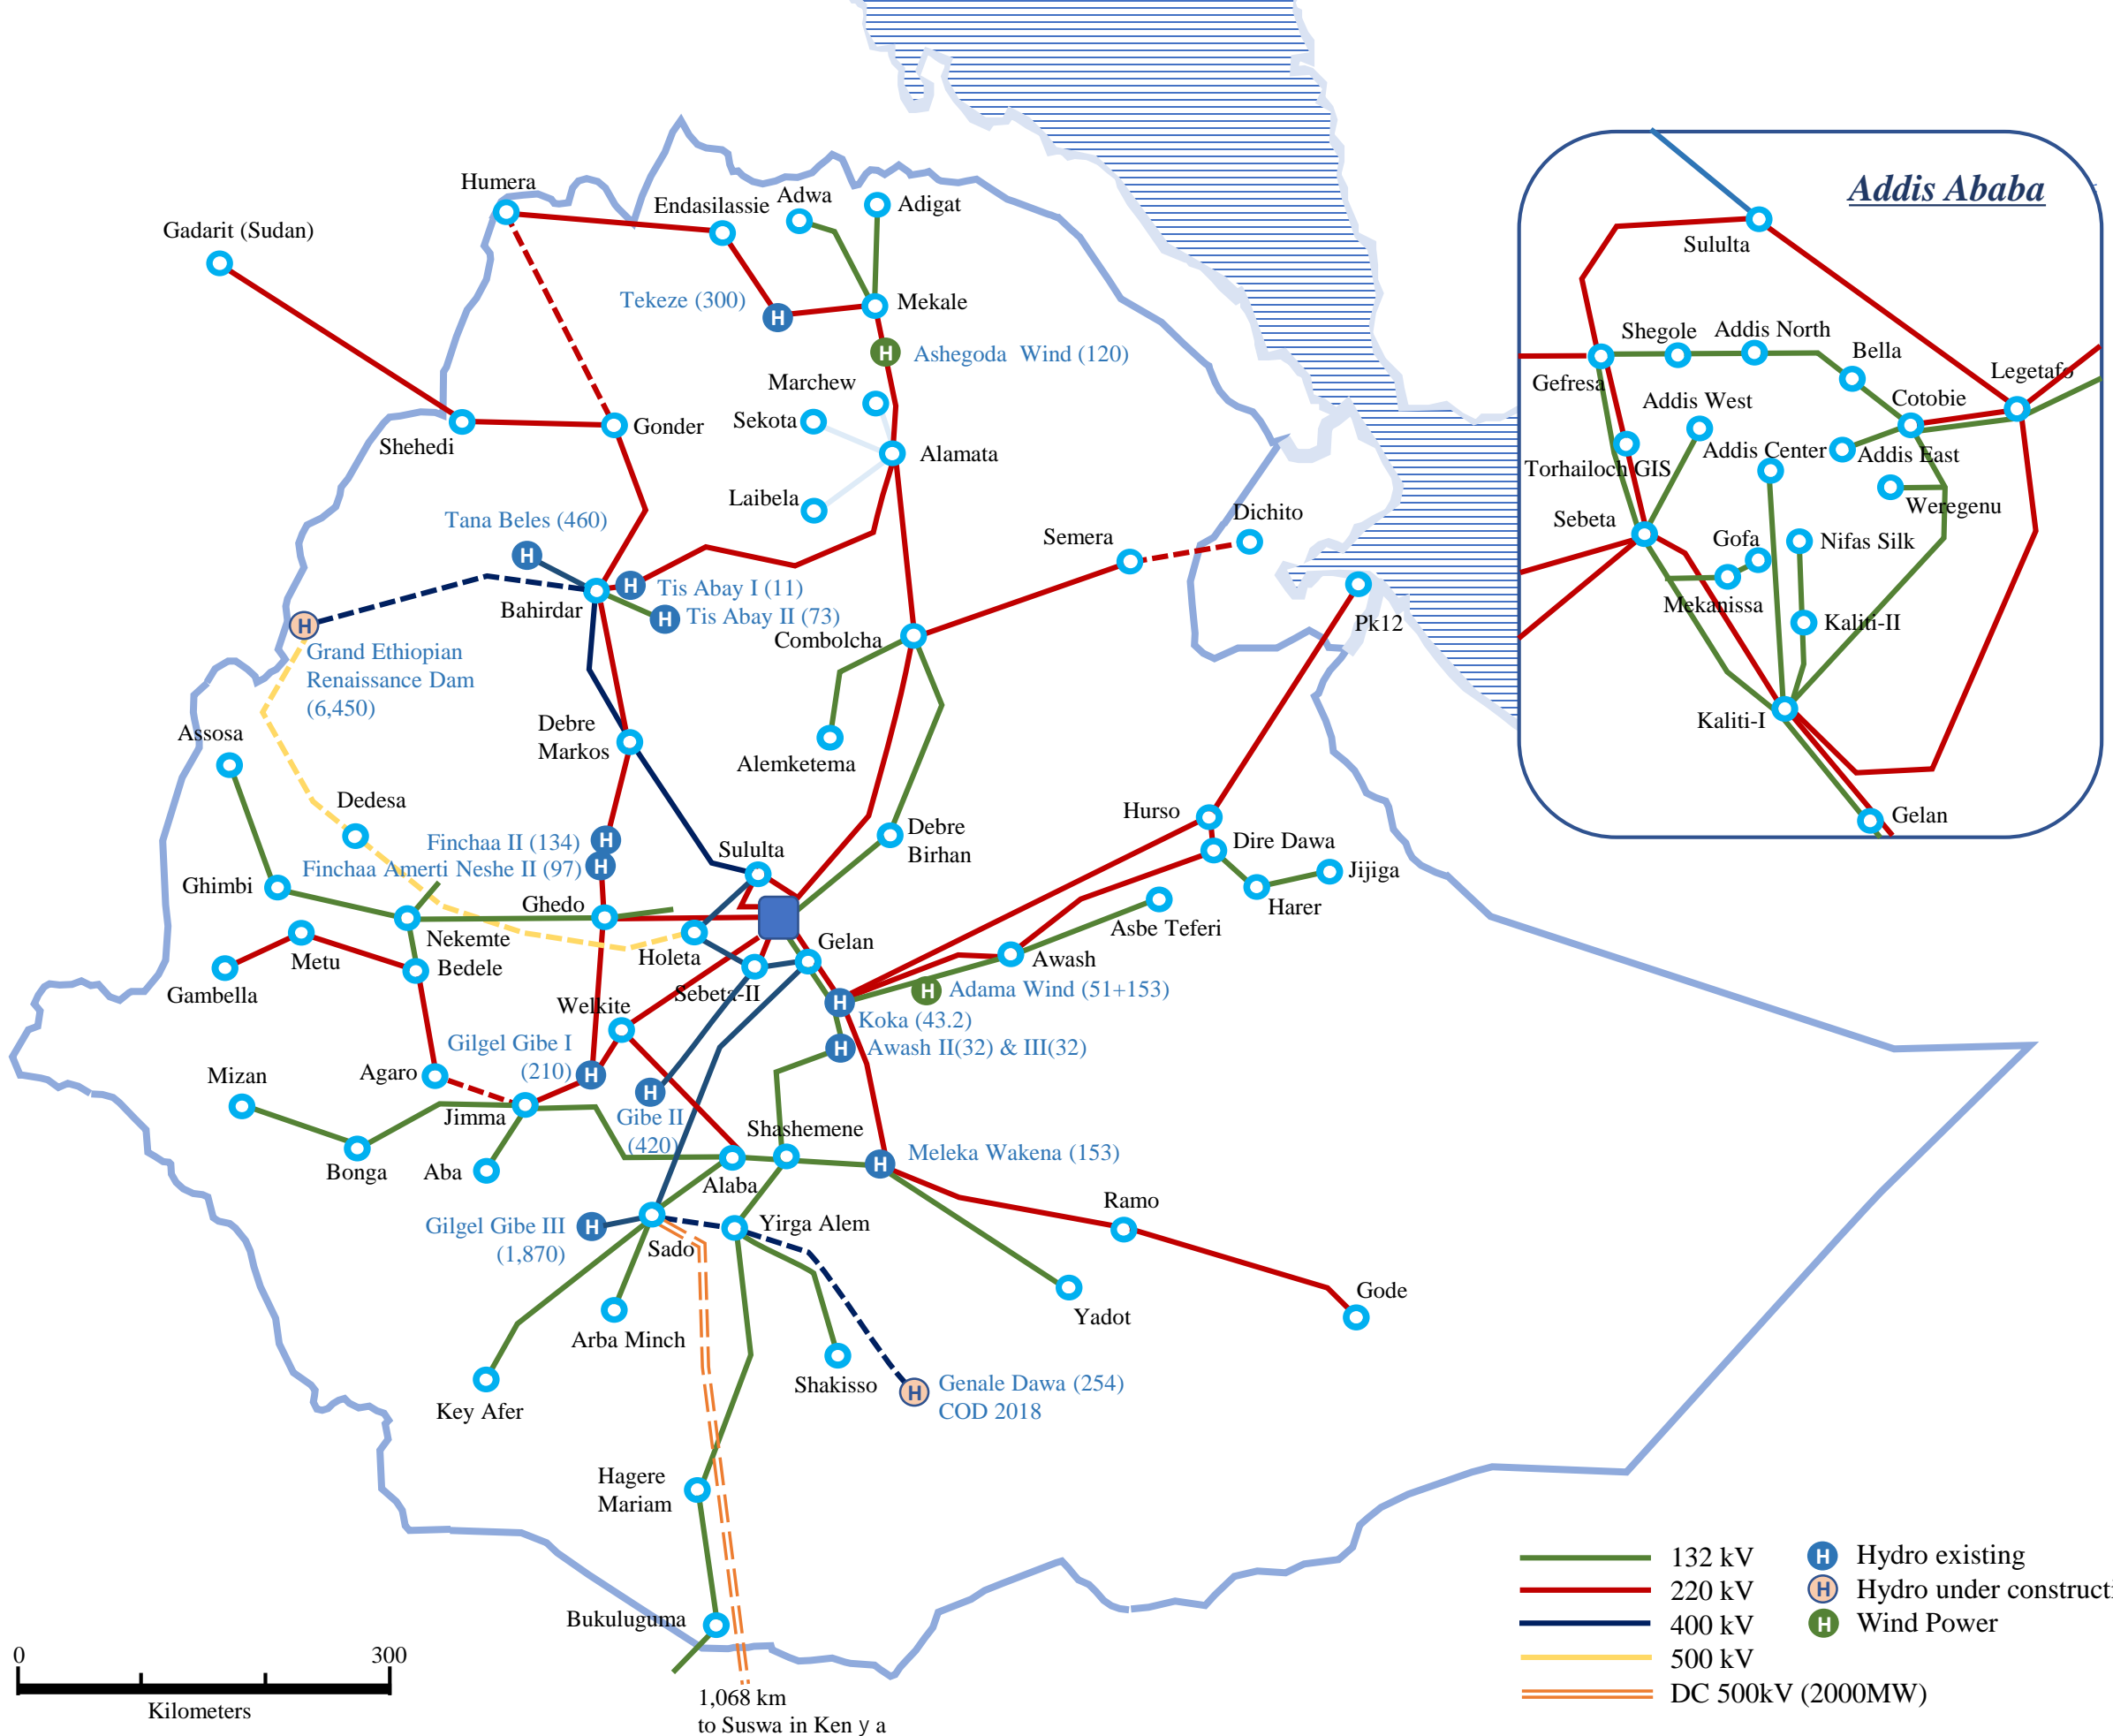 Humera
Adwa
Endasilassie
Adigat
Gadarit (Sudan)
Tekeze (300)
Mekale
Ashegoda  Wind (120)
Marchew
Sekota
Gonder
Shehedi
Alamata
Laibela
Tana Beles (460)
Dichito
Semera
Tis Abay I (11)
Bahirdar
Tis Abay II (73)
Pk12
Combolcha
Grand Ethiopian
Renaissance Dam
(6,450)
Assosa
Debre
Markos
Alemketema
Dedesa
Hurso
Finchaa II (134)
Debre
Birhan
Dire Dawa
Sululta
Finchaa Amerti Neshe II (97)
Jijiga
Ghimbi
Ghedo
Harer
Asbe Teferi
Nekemte
Gelan
Metu
Holeta
Awash
Bedele
Gambella
Sebeta-II
Adama Wind (51+153)
Welkite
Koka (43.2)
Gilgel Gibe I
(210)
Awash II(32) & III(32)
Agaro
Mizan
Jimma
Gibe II
(420)
Shashemene
Meleka Wakena (153)
Bonga
Aba
Alaba
Ramo
Gilgel Gibe III
(1,870)
Yirga Alem
Sado
Gode
Yadot
Arba Minch
Shakisso
Genale Dawa (254)
COD 2018
Key Afer
Hagere
Mariam
Bukuluguma
1,068 km
to Suswa in Ken y a
0 300
Kilometers
Addis Ababa
Sululta
Shegole
Addis North
Bella
Legetafo
Gefresa
Cotobie
Addis West
Addis Center
Addis East
Torhailoch GIS
Weregenu
Sebeta
Gofa
Nifas Silk
Mekanissa
Kaliti-II
Kaliti-I
Gelan
132 kV
220 kV
400 kV
500 kV
DC 500kV (2000MW)
H Hydro existing
H Hydro under constructi
H Wind Power